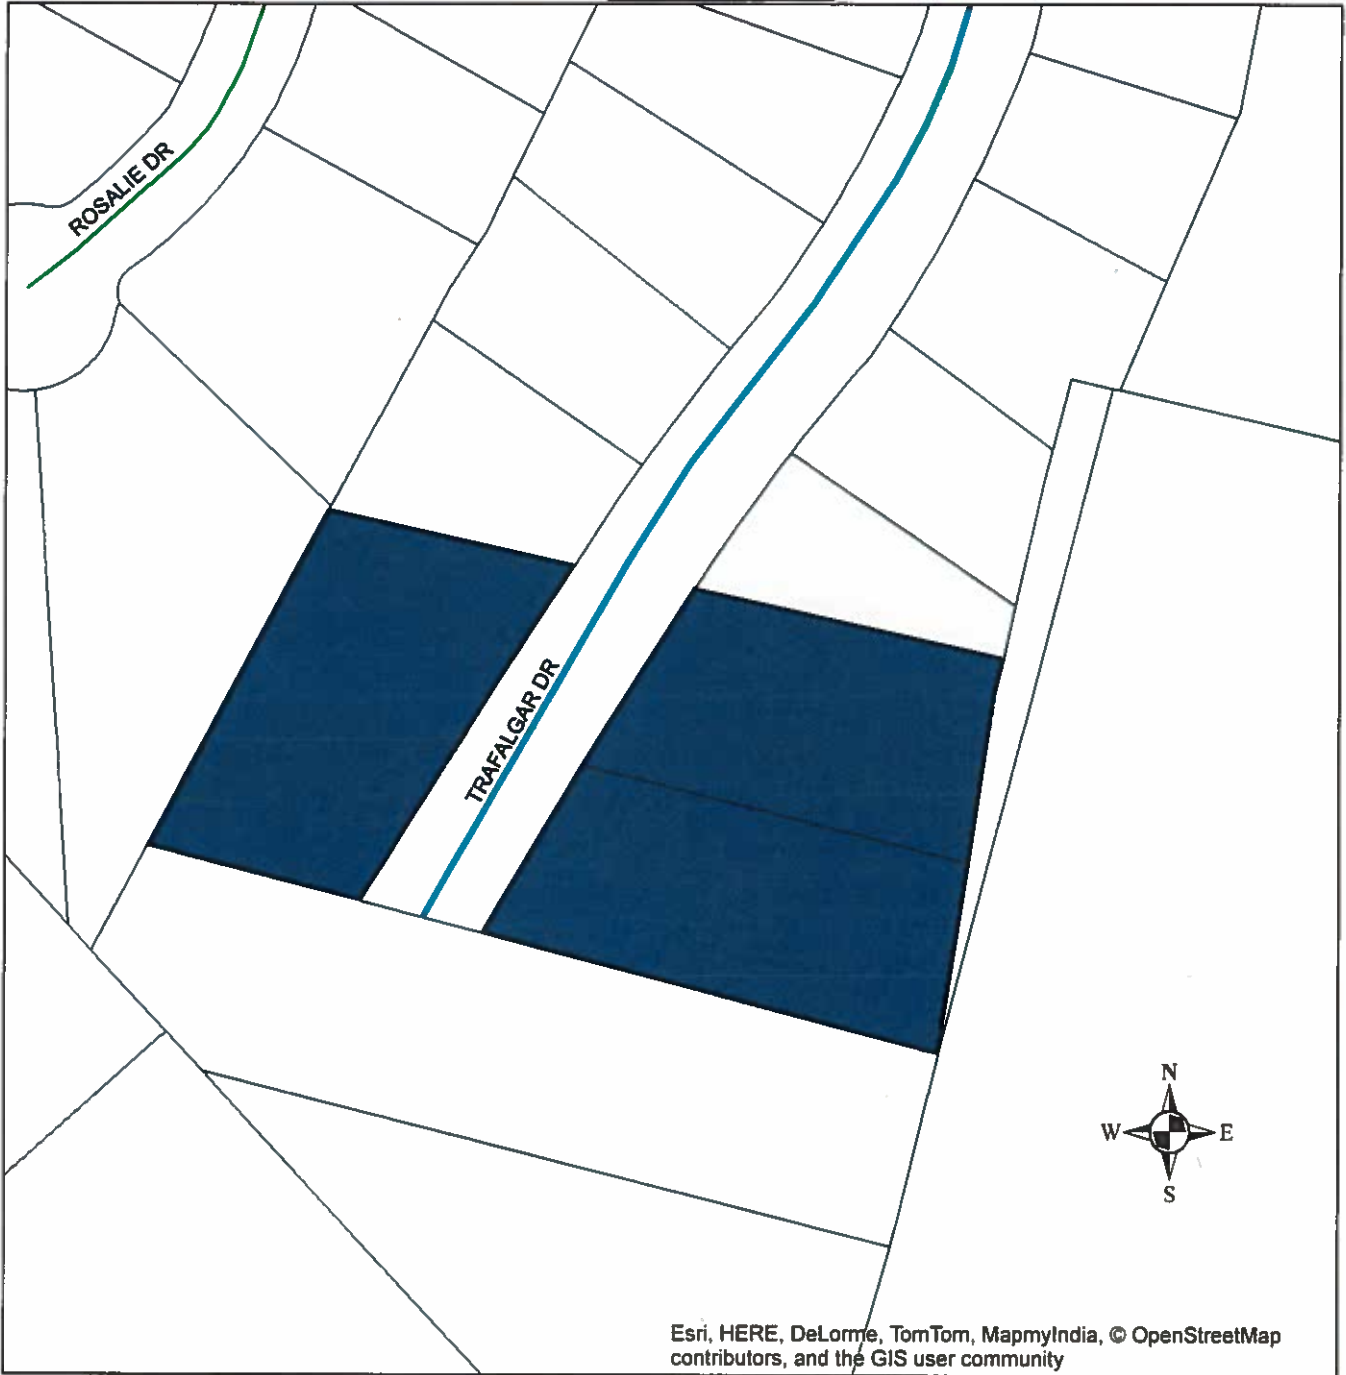 ROSALIE DR
TRAFALGAR DR
N
W E
S
Esri, HERE, DeLorme, TomTom, MapmyIndia, © OpenStreetMap
contributors, and the GIS user community